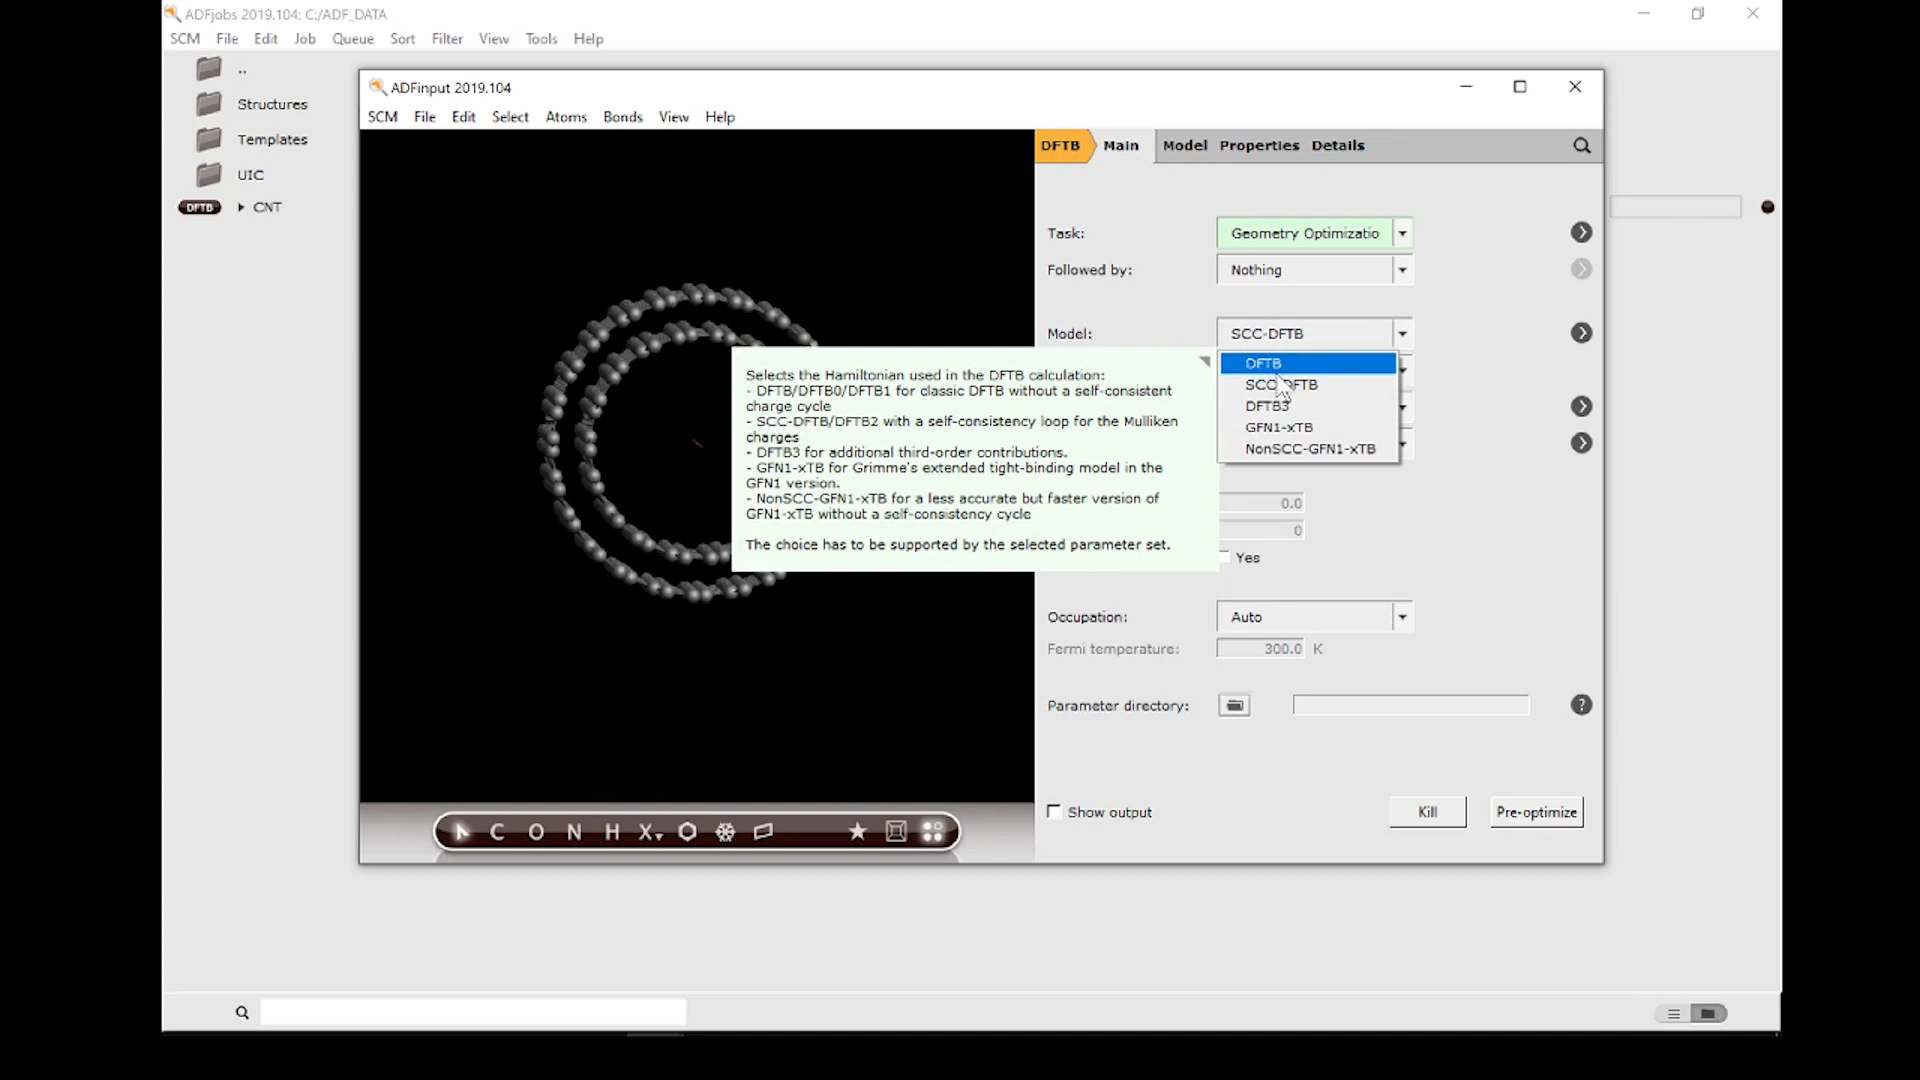 ADFjobs 2019.104: C:/ADF_DATA
SCM File Edit Job Queue Sort Filter View Tools Help
..
Structures
Templates
UIC
DFTB CNT
ADFinput 2019.104
SCM File Edit Select Atoms Bonds View Help
DFTB Main Model Properties Details
Task: Geometry Optimizatio
Followed by: Nothing
Model: SCC-DFTB
DFTB
SCC-DFTB
DFTB3
GFN1-xTB
NonSCC-GFN1-xTB
Selects the Hamiltonian used in the DFTB calculation:
- DFTB/DFTB0/DFTB1 for classic DFTB without a self-consistent
charge cycle
- SCC-DFTB/DFTB2 with a self-consistency loop for the Mulliken
charges
- DFTB3 for additional third-order contributions.
- GFN1-xTB for Grimme's extended tight-binding model in the
GFN1 version.
- NonSCC-GFN1-xTB for a less accurate but faster version of
GFN1-xTB without a self-consistency cycle
The choice has to be supported by the selected parameter set.
0.0
0
Yes
Occupation: Auto
Fermi temperature: 300.0 K
Parameter directory:
?
Show output Kill Pre-optimize
C O N H X